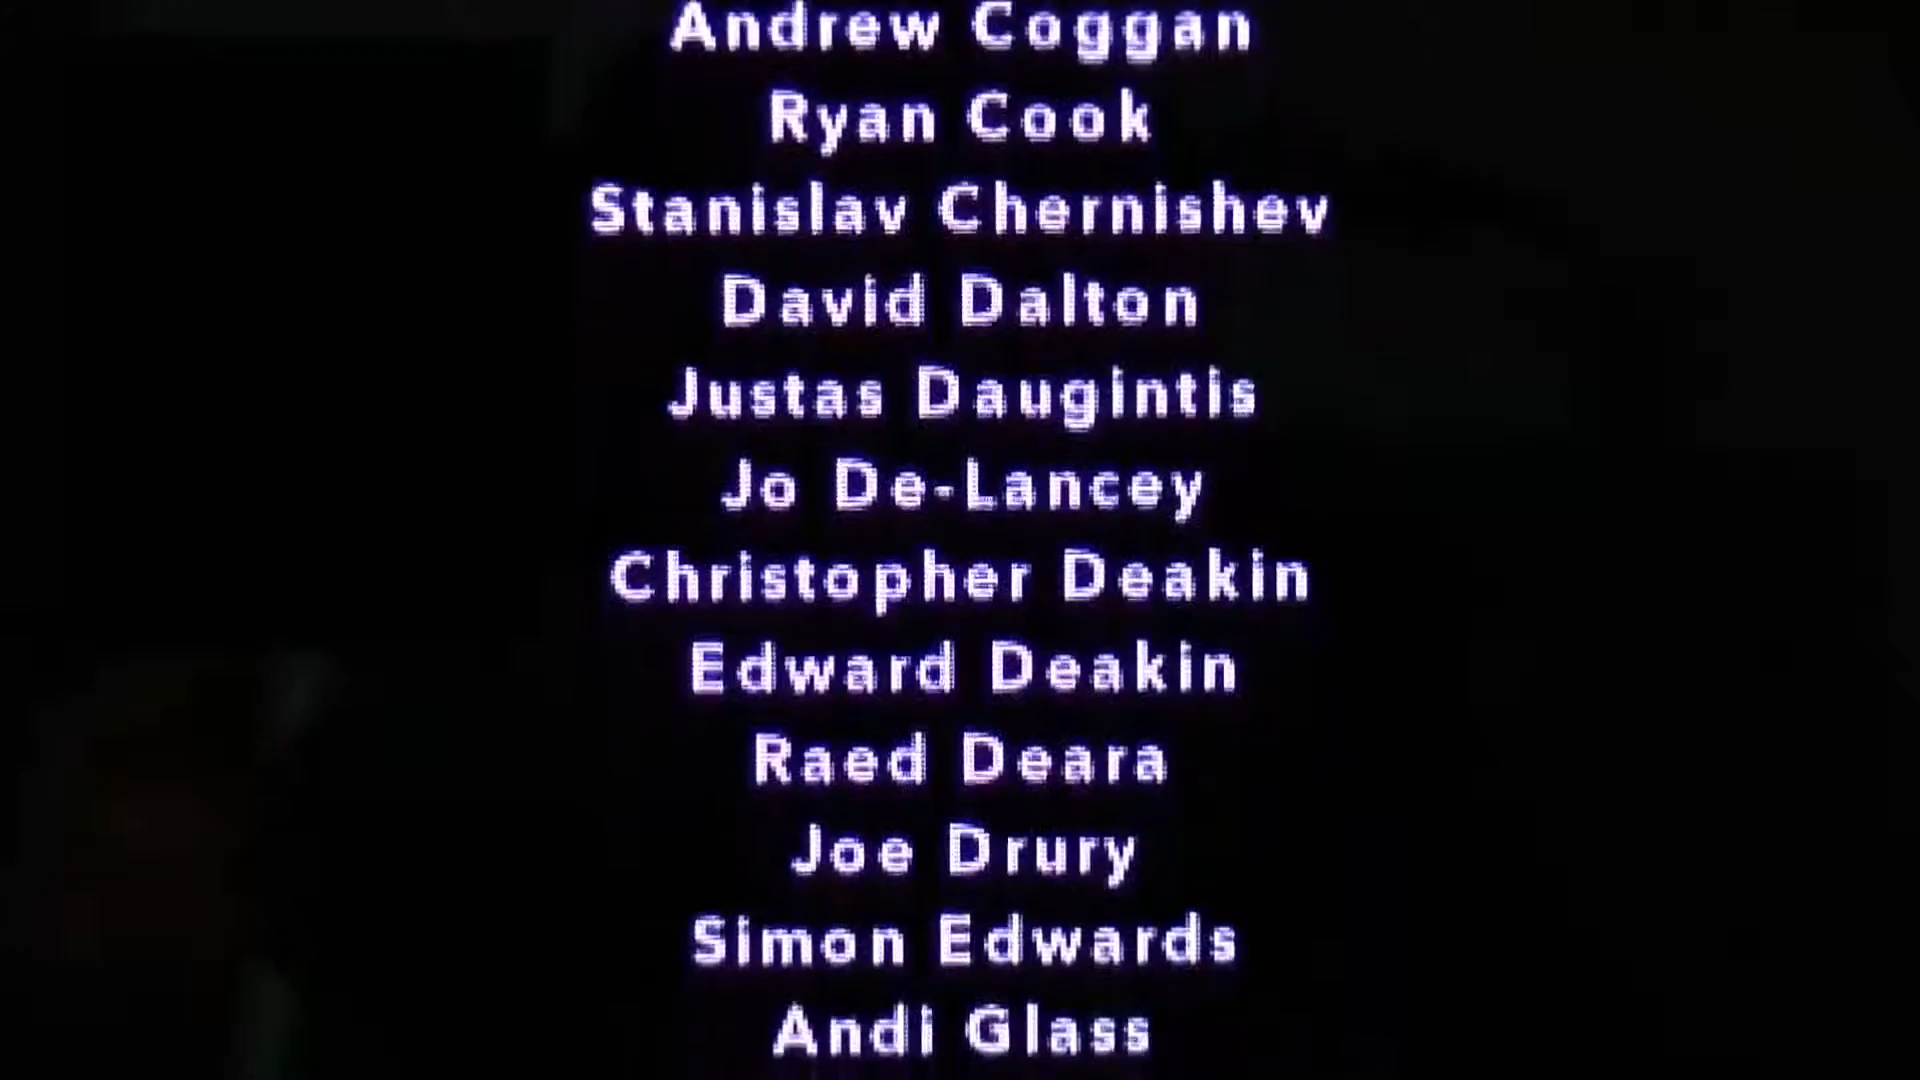 Andrew Coggan
Ryan Cook
Stanislav Chernishev
David Dalton
Justas Daugintis
Jo De-Lancey
Christopher Deakin
Edward Deakin
Raed Deara
Joe Drury
Simon Edwards
Andi Glass